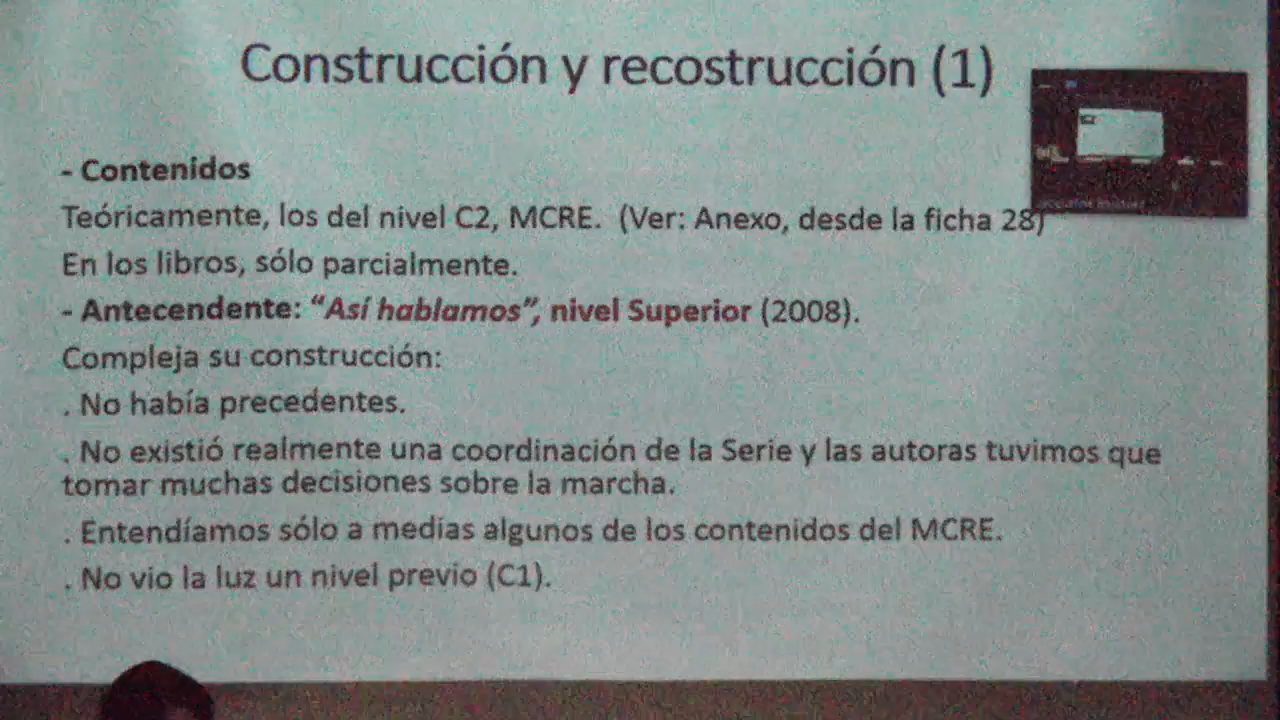 Construcción y recostrucción (1)
- Contenidos
Teóricamente, los del nivel C2, MCRE. (Ver: Anexo, desde la ficha 28)
En los libros, sólo parcialmente.
- Antecendente: “Así hablamos”, nivel Superior (2008).
Compleja su construcción:
. No había precedentes.
. No existió realmente una coordinación de la Serie y las autoras tuvimos que
tomar muchas decisiones sobre la marcha.
. Entendíamos sólo a medias algunos de los contenidos del MCRE.
. No vio la luz un nivel previo (C1).